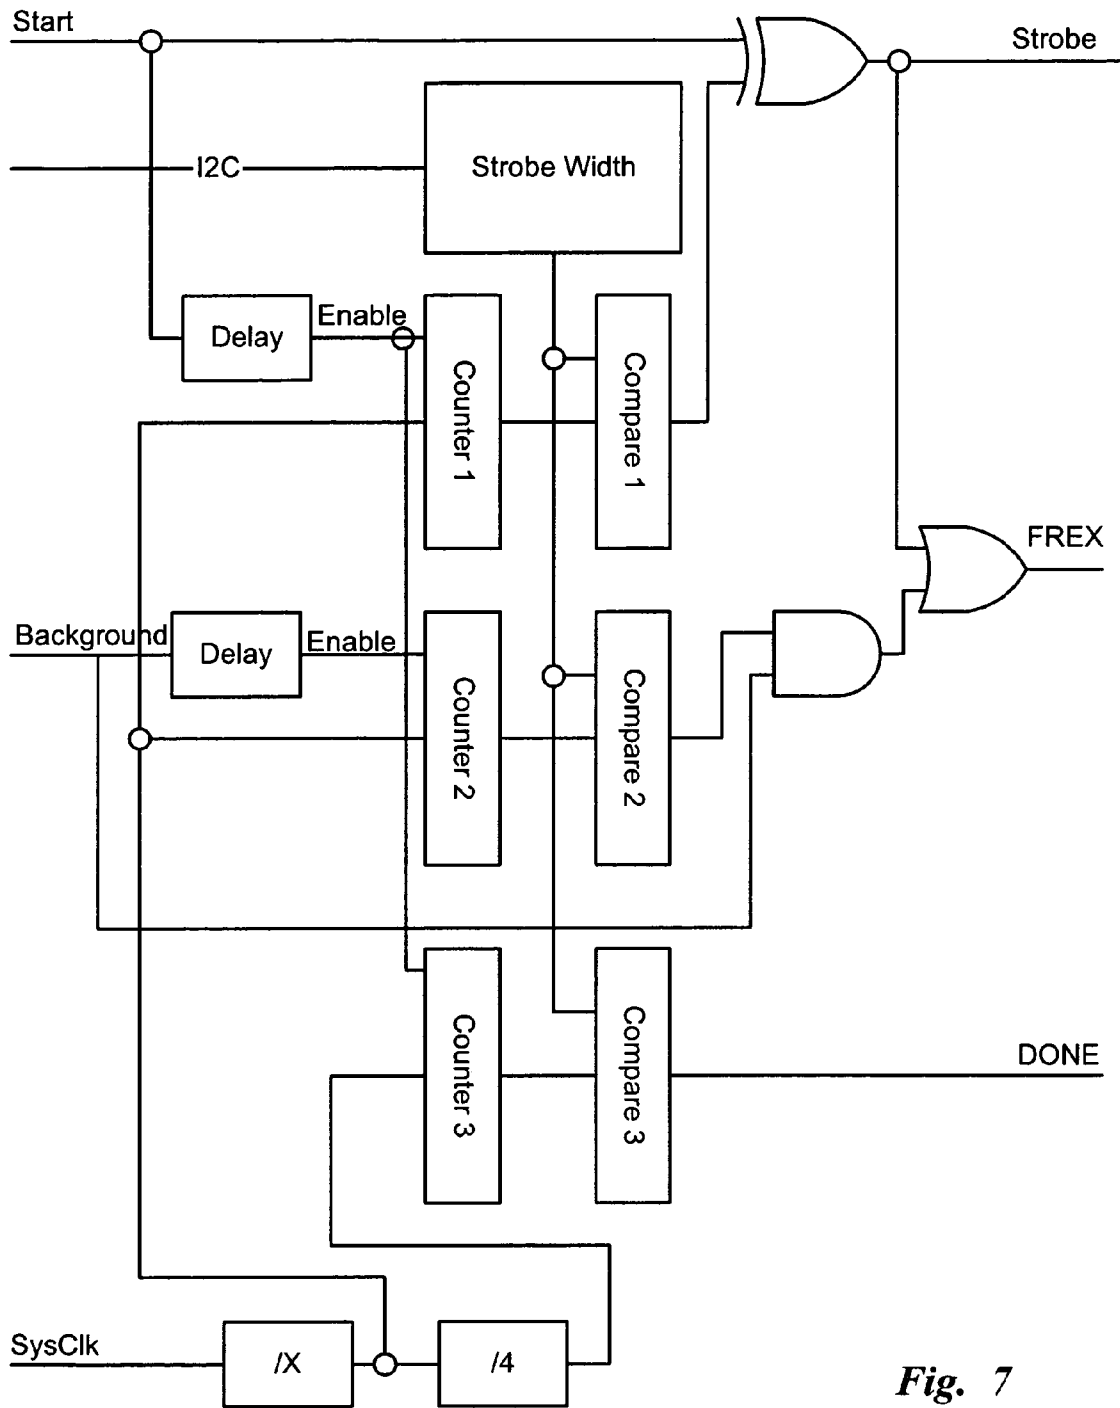 Start
Strobe
I2C
Strobe Width
Delay
Enable
Counter 1
Compare 1
FREX
Background
Delay
Enable
Counter 2
Compare 2
Counter 3
Compare 3
DONE
SysClk
/X
/4
Fig. 7